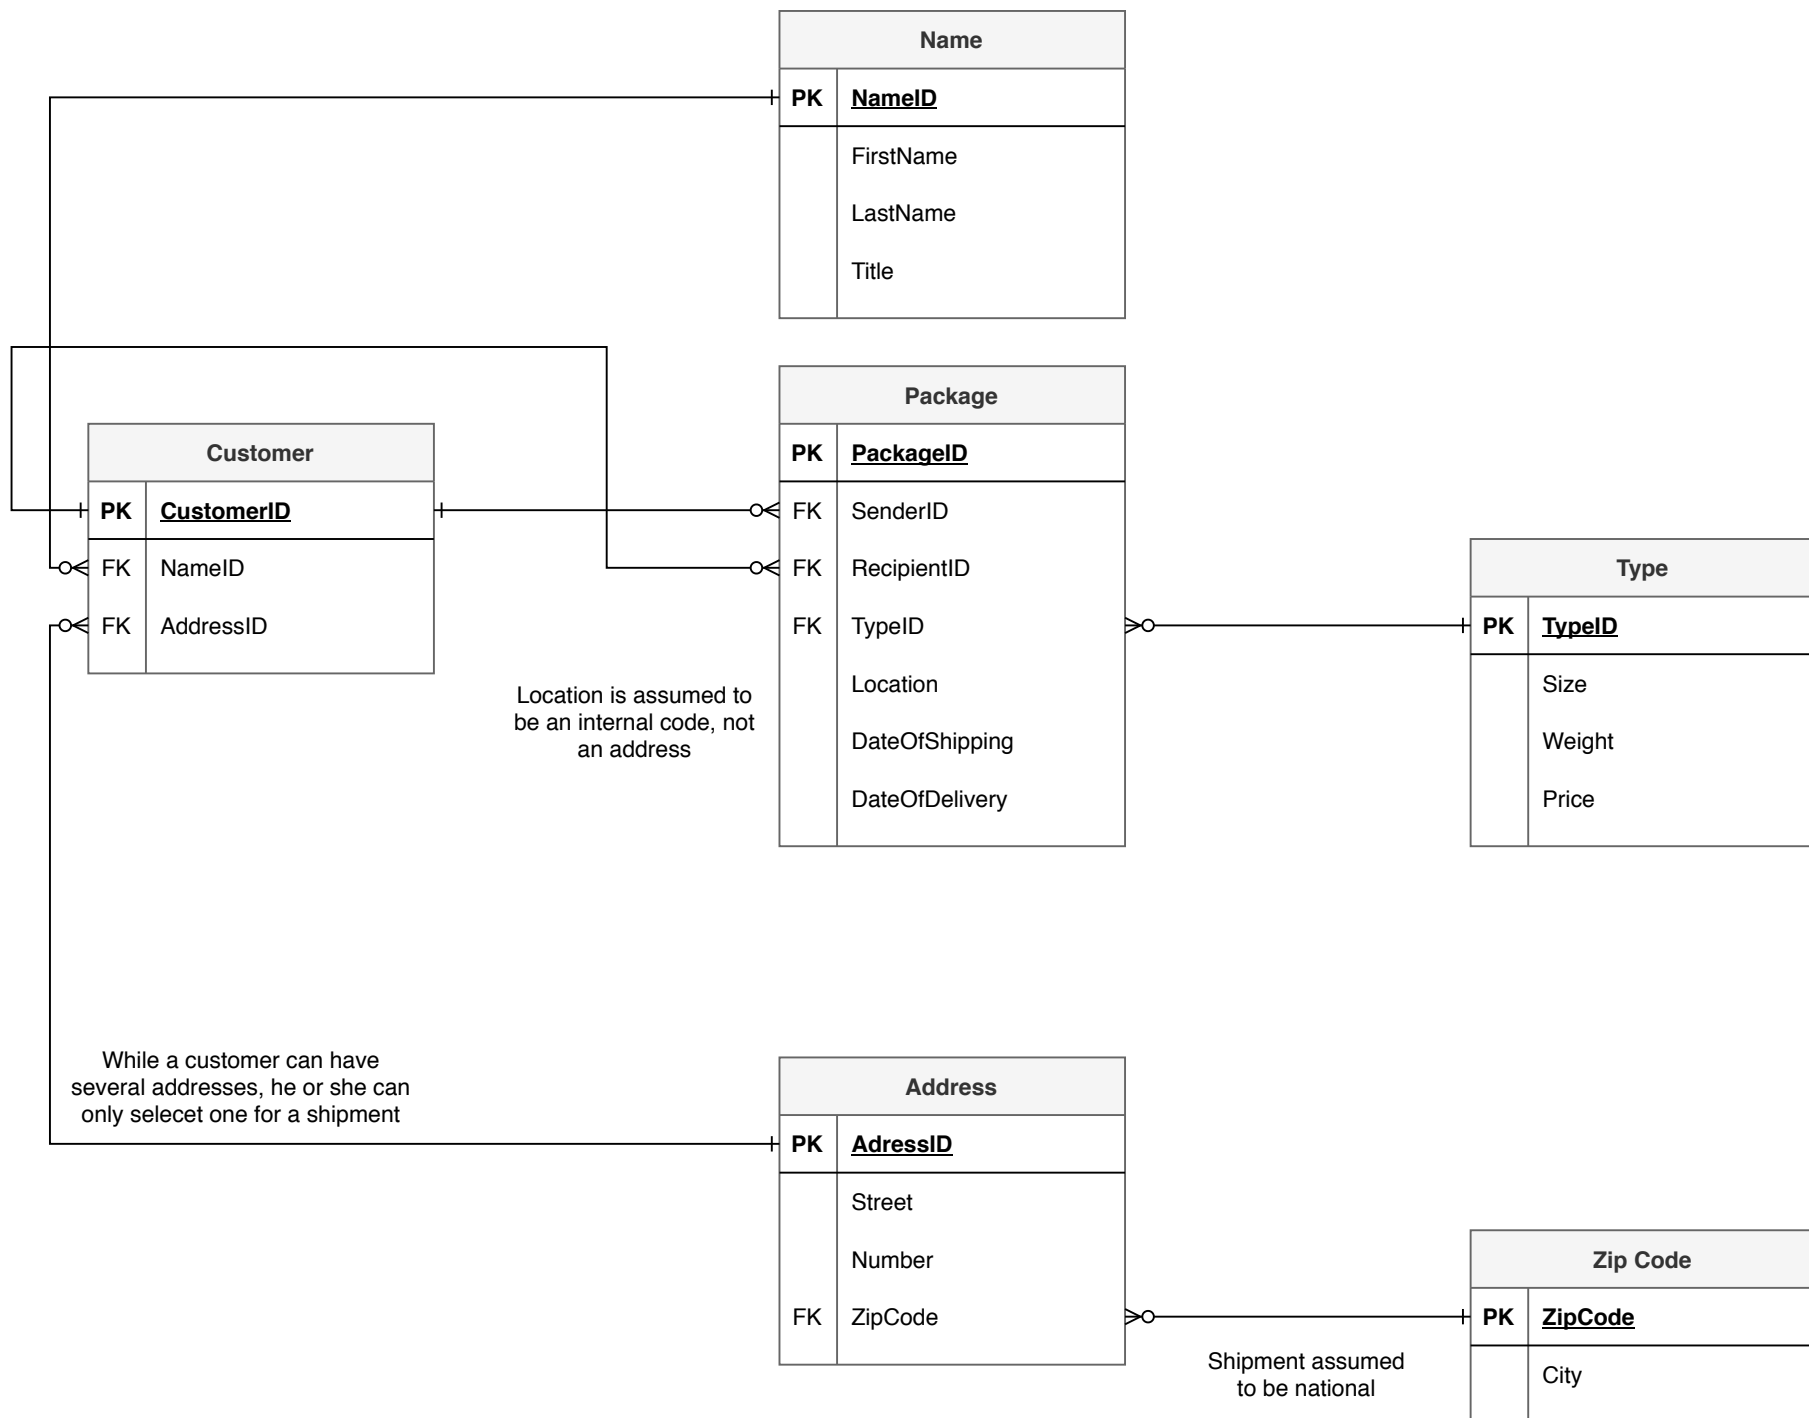 Name
PK NameID
FirstName
LastName
Title
Customer
PK CustomerID
FK NameID
FK AddressID
Package
PK PackageID
FK SenderID
FK RecipientID
FK TypeID
Location
DateOfShipping
DateOfDelivery
Location is assumed to
be an internal code, not
an address
Type
PK TypeID
Size
Weight
Price
While a customer can have
several addresses, he or she can
only selecet one for a shipment
Address
PK AdressID
Street
Number
FK ZipCode
Shipment assumed
to be national
Zip Code
PK ZipCode
City